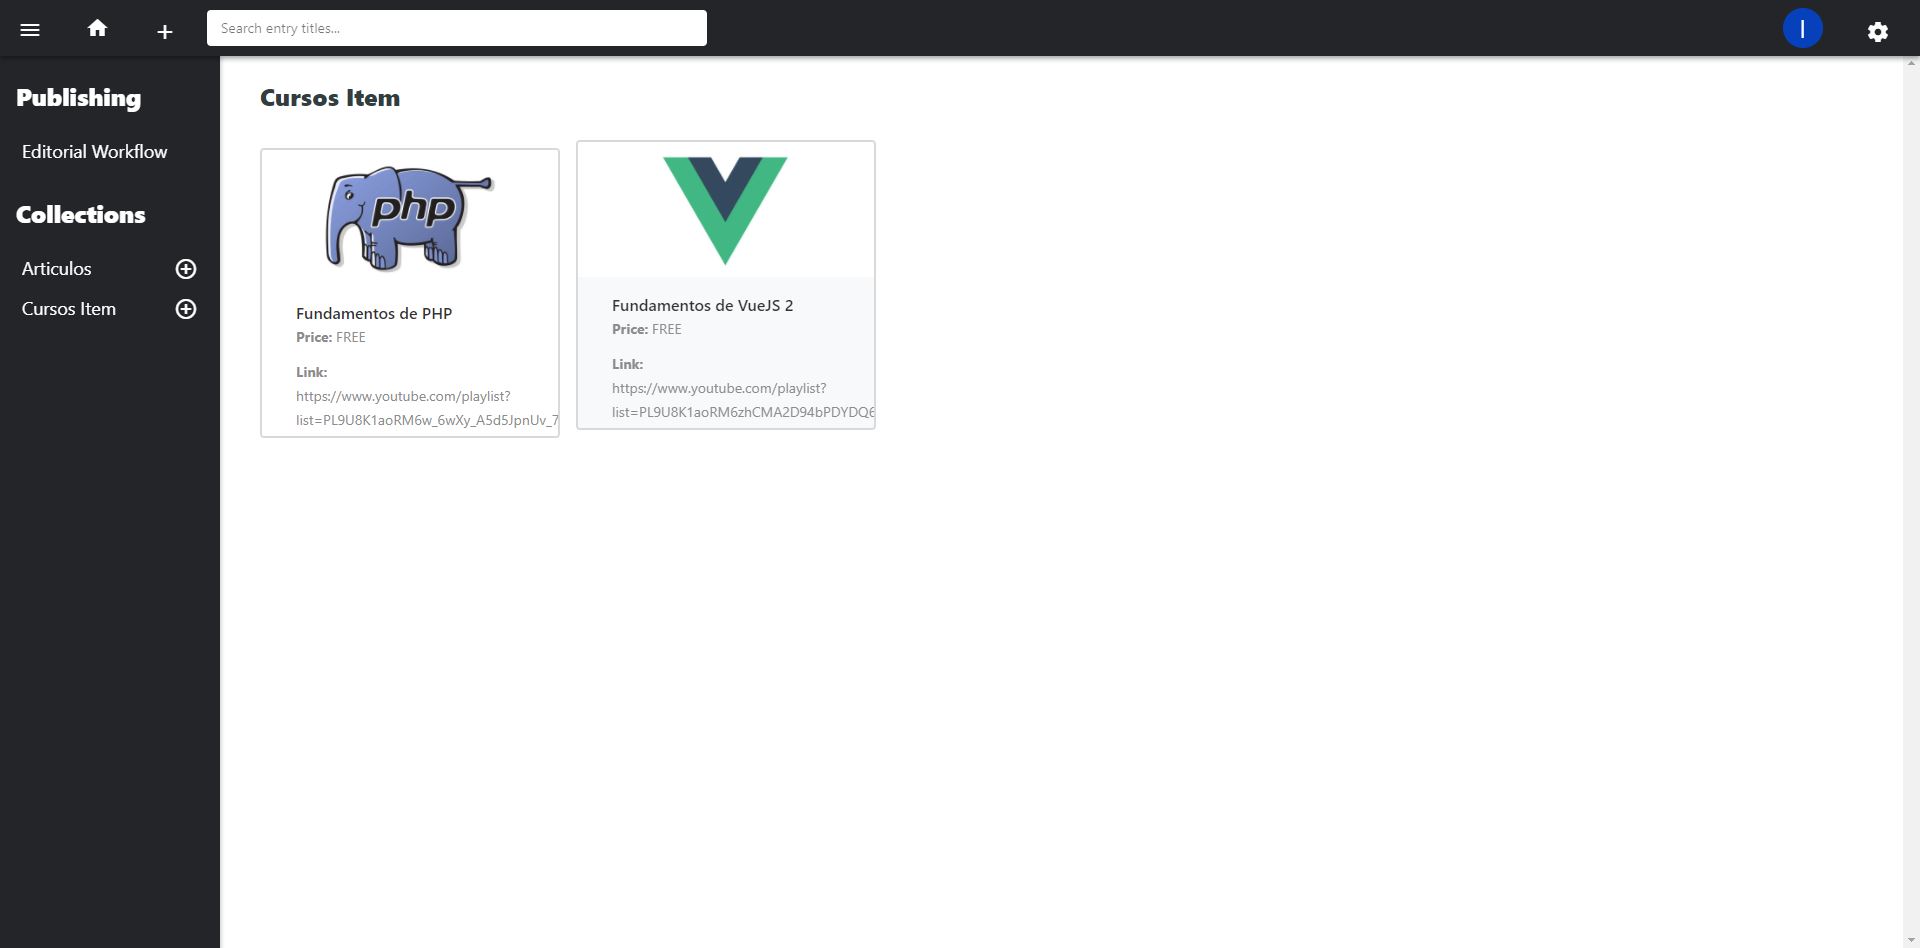 Search entry titles...
I
Publishing
Editorial Workflow
Collections
Articulos
Cursos Item
Cursos Item
php
Fundamentos de PHP
Price: FREE
Link:
https://www.youtube.com/playlist?
list=PL9U8K1aoRM6w_6wXy_A5d5JpnUv_7
Fundamentos de VueJS 2
Price: FREE
Link:
https://www.youtube.com/playlist?
list=PL9U8K1aoRM6zhCMA2D94bPDYDQ6